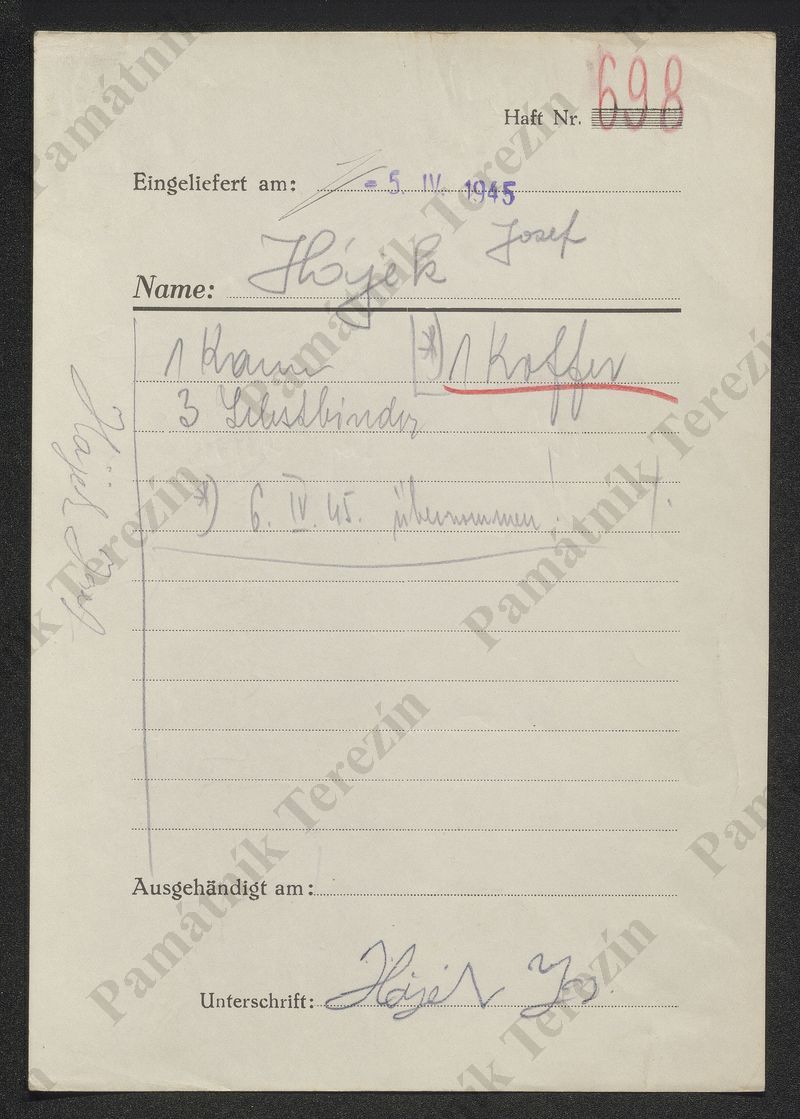 Haft Nr. 698
Eingeliefert am: - 5. IV. 1945
Josef
Name: Hájek
1 Kamm *) 1 Koffer
3 Selbstbinder
*) 6. IV. 45. übernommen!
Hájek Josef
Ausgehändigt am:
Unterschrift: Hájek Jos.
Památník Terezín